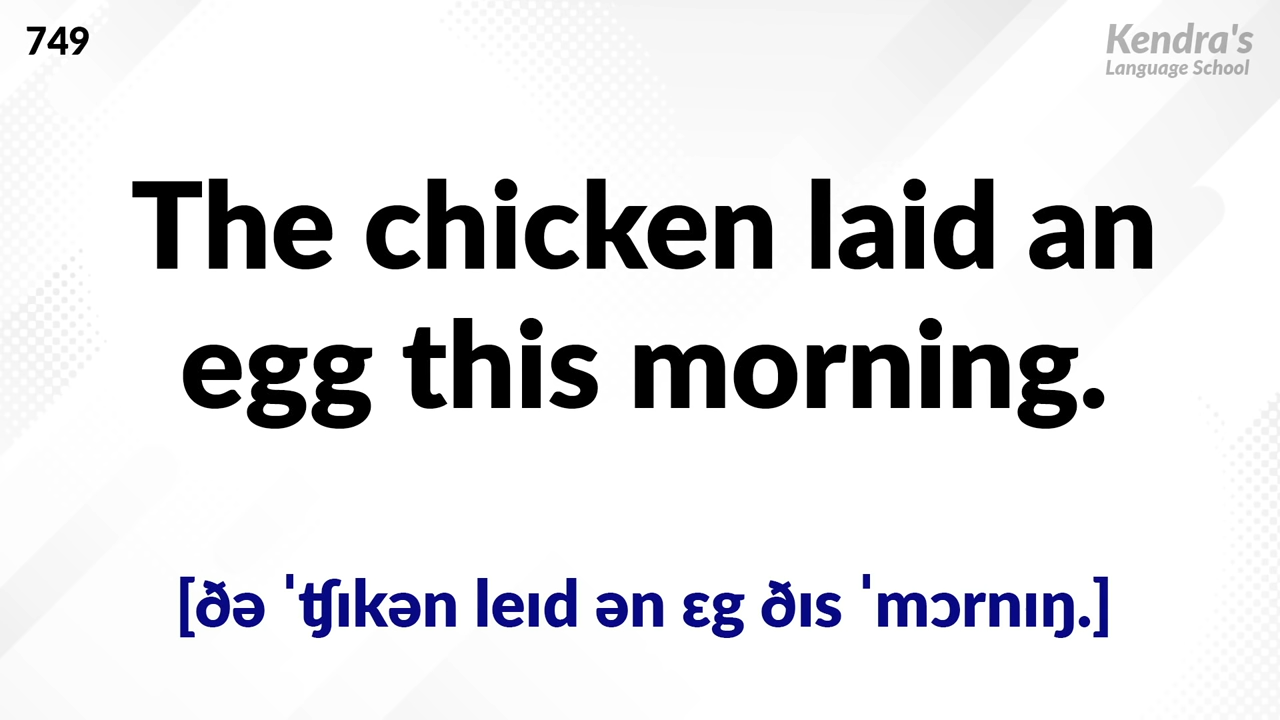 749
Kendra's
Language School
The chicken laid an
egg this morning.
[ðə ˈʧɪkən leɪd ən ɛg ðɪs ˈmɔrnɪŋ.]